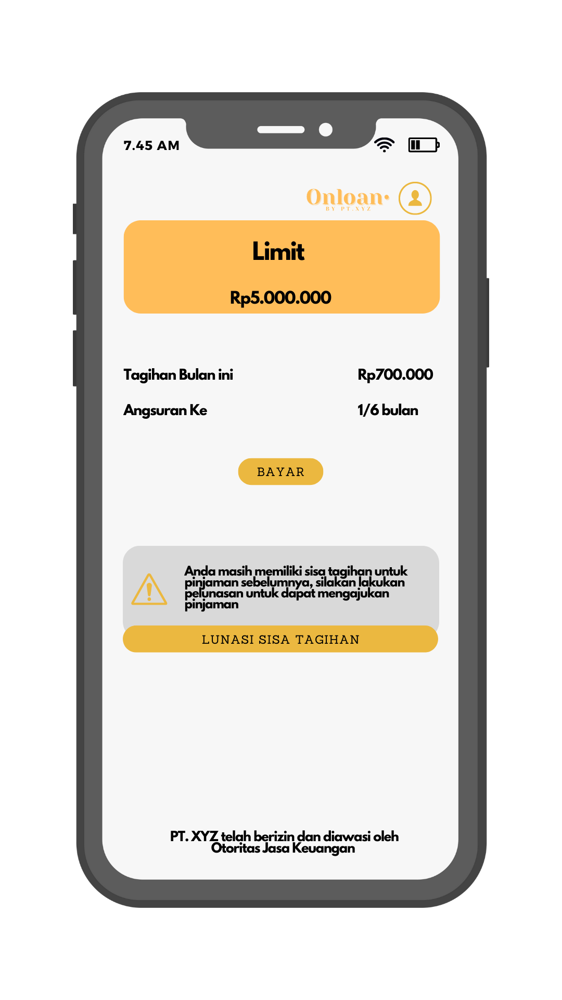 7.45 AM
Onloan
BY PT.XYZ
Limit
Rp5.000.000
Tagihan Bulan ini Rp700.000
Angsuran Ke 1/6 bulan
BAYAR
Anda masih memiliki sisa tagihan untuk
pinjaman sebelumnya, silakan lakukan
pelunasan untuk dapat mengajukan
pinjaman
LUNASI SISA TAGIHAN
PT. XYZ telah berizin dan diawasi oleh
Otoritas Jasa Keuangan